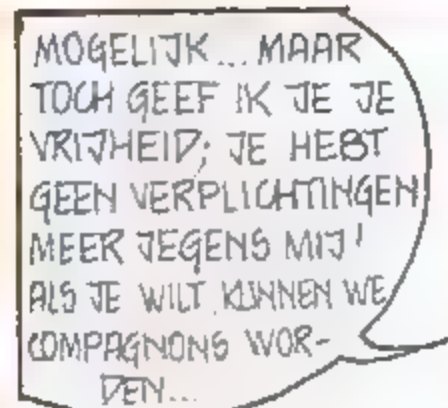 MOGELIJK... MAAR
TOCH GEEF IK JE JE
VRIJHEID; JE HEBT
GEEN VERPLICHTINGEN
MEER JEGENS MIJ!
ALS JE WILT, KUNNEN WE
COMPAGNONS WOR-
DEN...